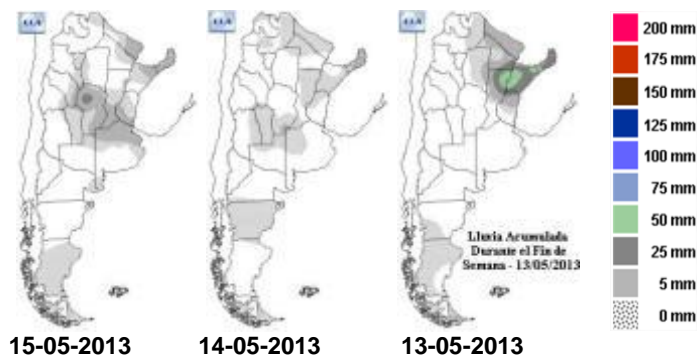 200 mm
175 mm
150 mm
125 mm
100 mm
75 mm
50 mm
25 mm
5 mm
0 mm
Lluvia Acumulada
Durante el Fin de
Semana - 13/05/2013
15-05-2013
14-05-2013
13-05-2013